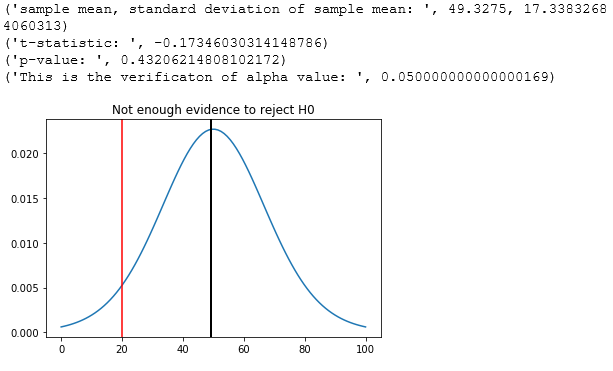 ('sample mean, standard deviation of sample mean: ', 49.3275, 17.3383268
4060313)
('t-statistic: ', -0.17346030314148786)
('p-value: ', 0.43206214808102172)
('This is the verificaton of alpha value: ', 0.050000000000000169)
Not enough evidence to reject H0
0.020
0.015
0.010
0.005
0.000
0 20 40 60 80 100